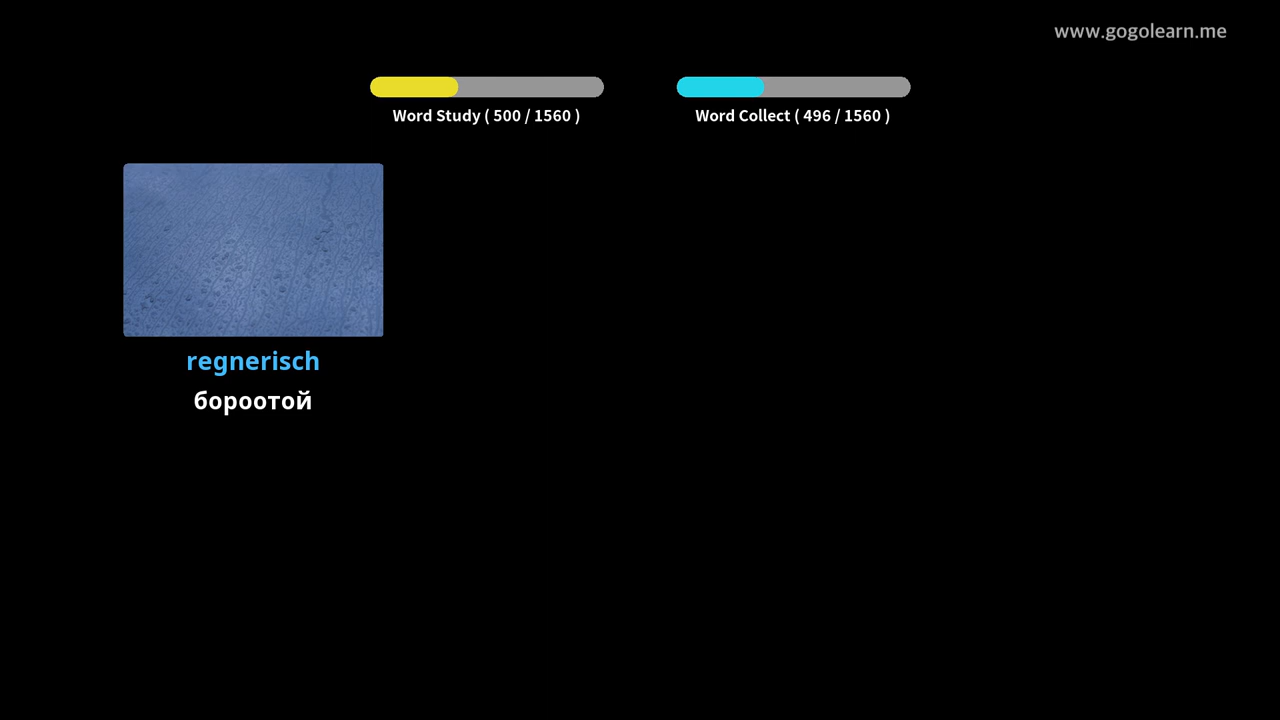 www.gogolearn.me
Word Study ( 500 / 1560 )
Word Collect ( 496 / 1560 )
regnerisch
бороотой